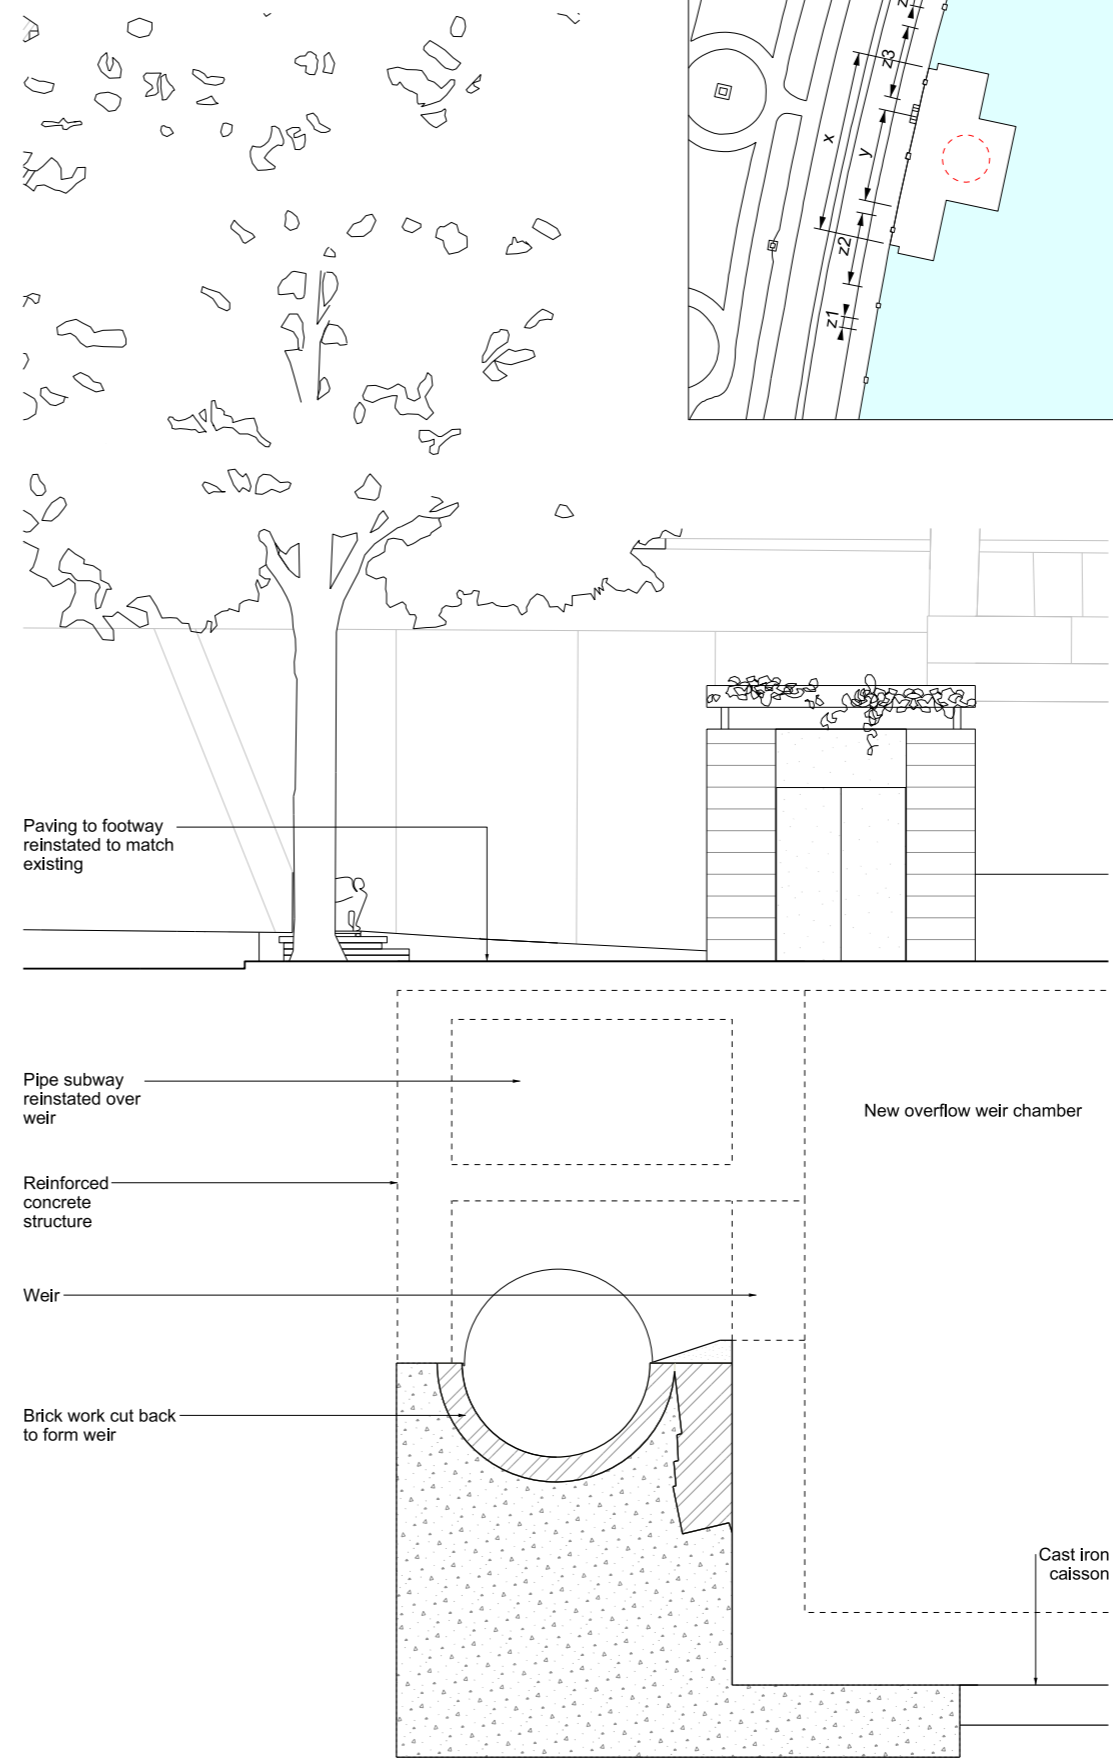 z3
x
y
z2
z1
Paving to footway
reinstated to match
existing
Pipe subway
reinstated over
weir
New overflow weir chamber
Reinforced
concrete
structure
Weir
Brick work cut back
to form weir
Cast iron
caisson